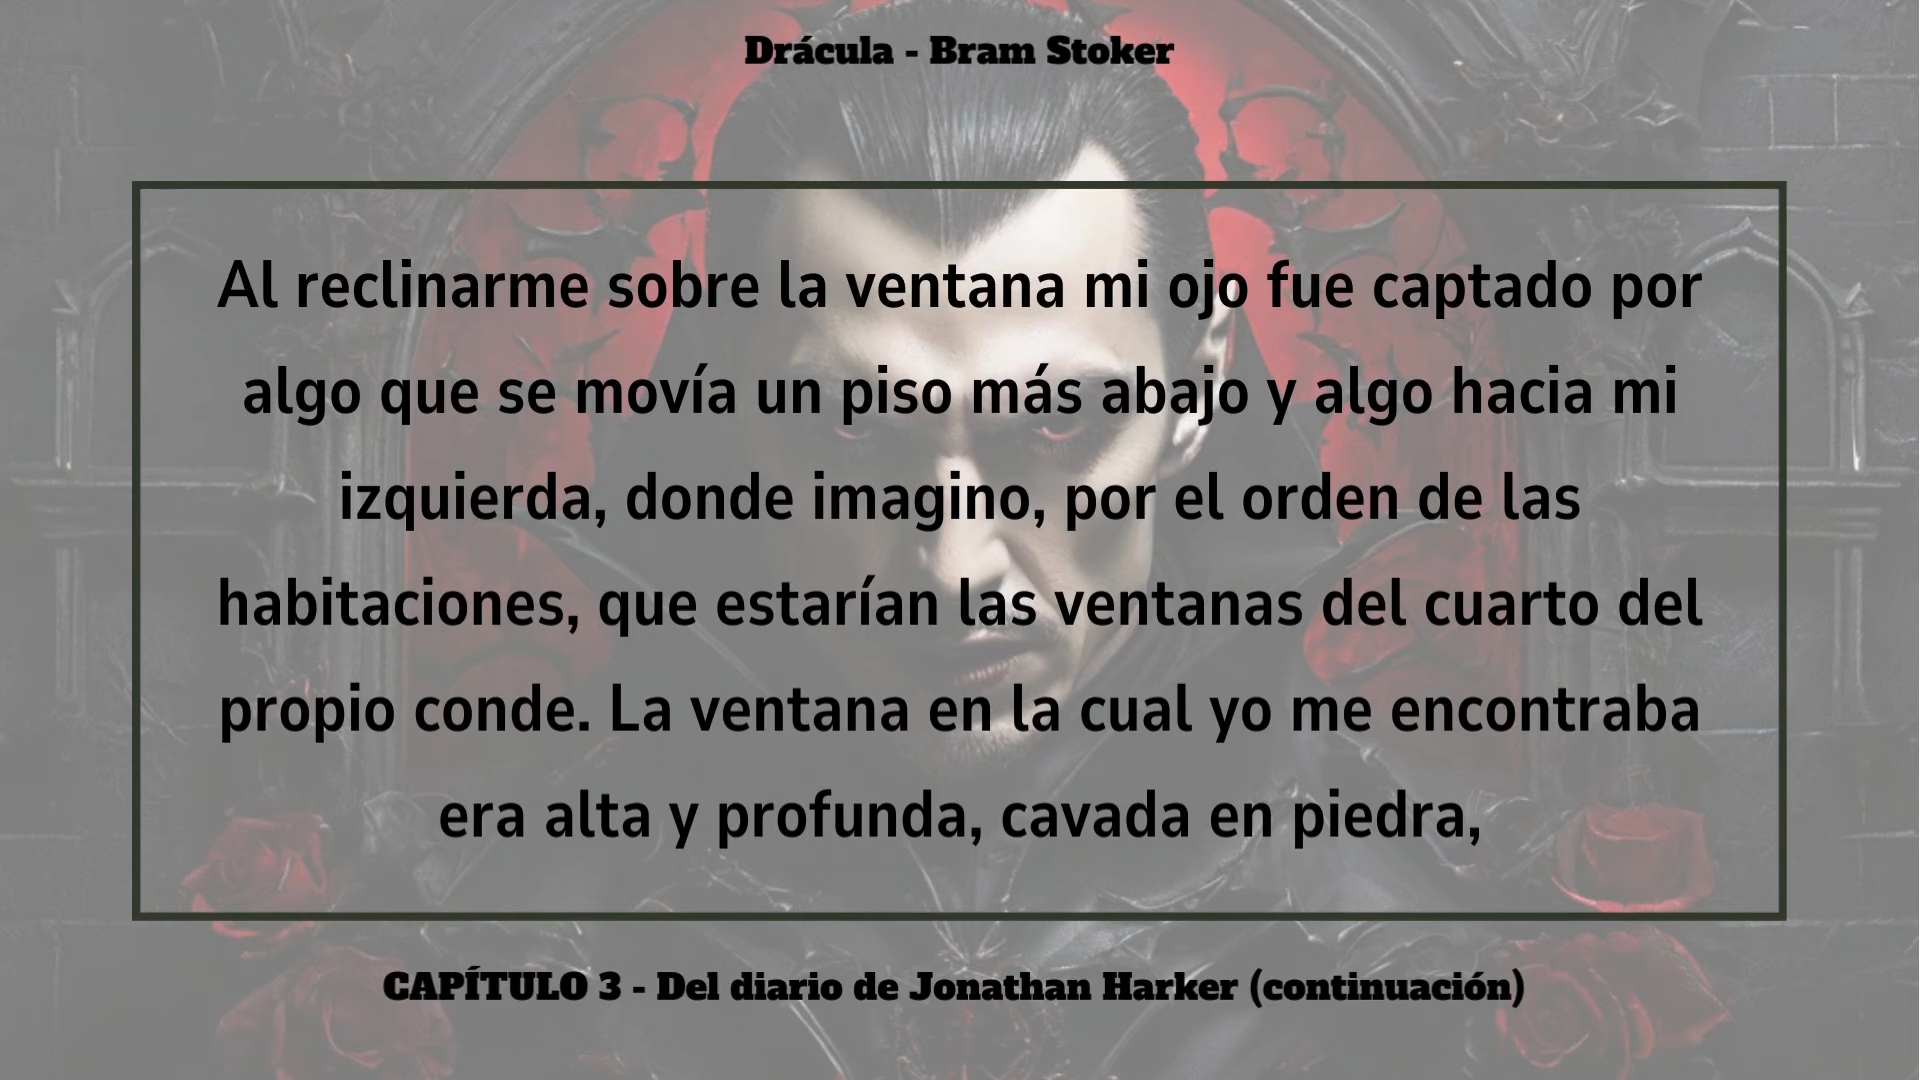 Drácula - Bram Stoker
Al reclinarme sobre la ventana mi ojo fue captado por
algo que se movía un piso más abajo y algo hacia mi
izquierda, donde imagino, por el orden de las
habitaciones, que estarían las ventanas del cuarto del
propio conde. La ventana en la cual yo me encontraba
era alta y profunda, cavada en piedra,
CAPÍTULO 3 - Del diario de Jonathan Harker (continuación)